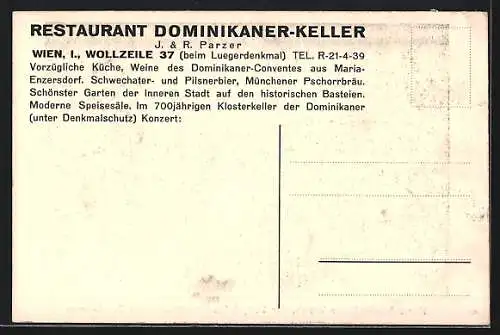 RESTAURANT DOMINIKANER-KELLER
J. & R. Parzer
WIEN, I., WOLLZEILE 37 (beim Luegerdenkmal) TEL. R-21-4-39
Vorzügliche Küche, Weine des Dominikaner-Conventes aus Maria-
Enzersdorf. Schwechater- und Pilsnerbier, Münchener Pschorrbräu.
Schönster Garten der Inneren Stadt auf den historischen Basteien.
Moderne Speisesäle. Im 700jährigen Klosterkeller der Dominikaner
(unter Denkmalschutz) Konzert: